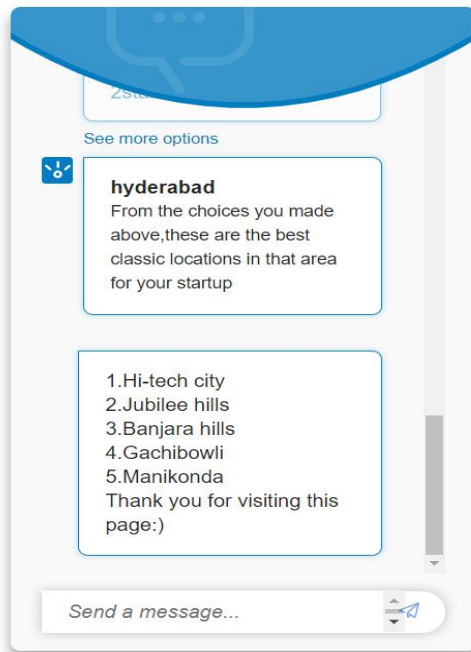 See more options
hyderabad
From the choices you made
above,these are the best
classic locations in that area
for your startup
1.Hi-tech city
2.Jubilee hills
3.Banjara hills
4.Gachibowli
5.Manikonda
Thank you for visiting this
page:)
Send a message...